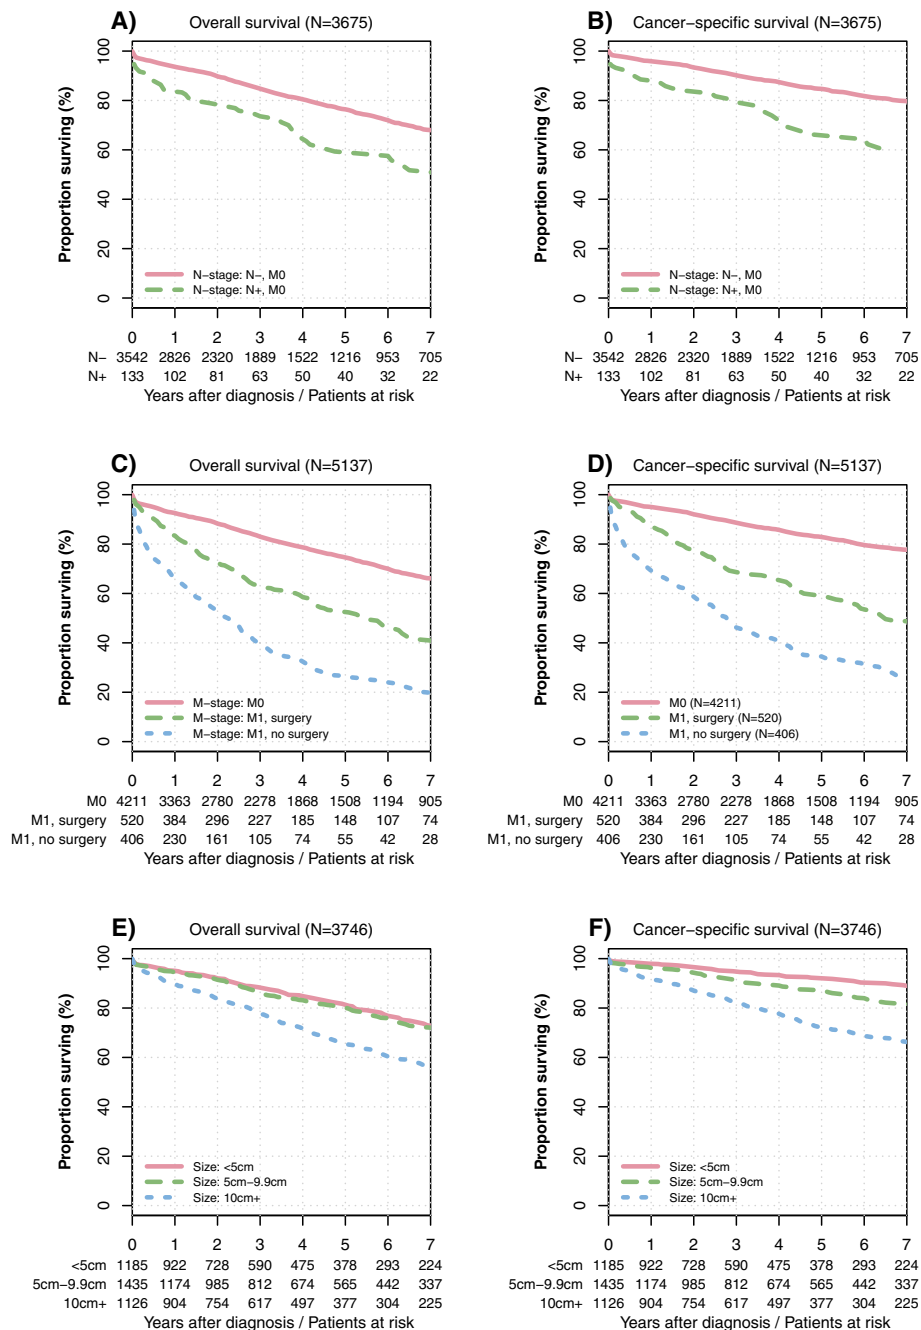 A) Overall survival (N=3675)
Proportion surving (%)
100
80
60
40
20
0
N−stage: N−, M0
N−stage: N+, M0
0 1 2 3 4 5 6 7
N− 3542 2826 2320 1889 1522 1216 953 705
N+ 133 102 81 63 50 40 32 22
Years after diagnosis / Patients at risk
B) Cancer−specific survival (N=3675)
Proportion surving (%)
100
80
60
40
20
0
N−stage: N−, M0
N−stage: N+, M0
0 1 2 3 4 5 6 7
N− 3542 2826 2320 1889 1522 1216 953 705
N+ 133 102 81 63 50 40 32 22
Years after diagnosis / Patients at risk
C) Overall survival (N=5137)
Proportion surving (%)
100
80
60
40
20
0
M−stage: M0
M−stage: M1, surgery
M−stage: M1, no surgery
0 1 2 3 4 5 6 7
M0 4211 3363 2780 2278 1868 1508 1194 905
M1, surgery 520 384 296 227 185 148 107 74
M1, no surgery 406 230 161 105 74 55 42 28
Years after diagnosis / Patients at risk
D) Cancer−specific survival (N=5137)
Proportion surving (%)
100
80
60
40
20
0
M0 (N=4211)
M1, surgery (N=520)
M1, no surgery (N=406)
0 1 2 3 4 5 6 7
M0 4211 3363 2780 2278 1868 1508 1194 905
M1, surgery 520 384 296 227 185 148 107 74
M1, no surgery 406 230 161 105 74 55 42 28
Years after diagnosis / Patients at risk
E) Overall survival (N=3746)
Proportion surving (%)
100
80
60
40
20
0
Size: <5cm
Size: 5cm−9.9cm
Size: 10cm+
0 1 2 3 4 5 6 7
<5cm 1185 922 728 590 475 378 293 224
5cm−9.9cm 1435 1174 985 812 674 565 442 337
10cm+ 1126 904 754 617 497 377 304 225
Years after diagnosis / Patients at risk
F) Cancer−specific survival (N=3746)
Proportion surving (%)
100
80
60
40
20
0
Size: <5cm
Size: 5cm−9.9cm
Size: 10cm+
0 1 2 3 4 5 6 7
<5cm 1185 922 728 590 475 378 293 224
5cm−9.9cm 1435 1174 985 812 674 565 442 337
10cm+ 1126 904 754 617 497 377 304 225
Years after diagnosis / Patients at risk